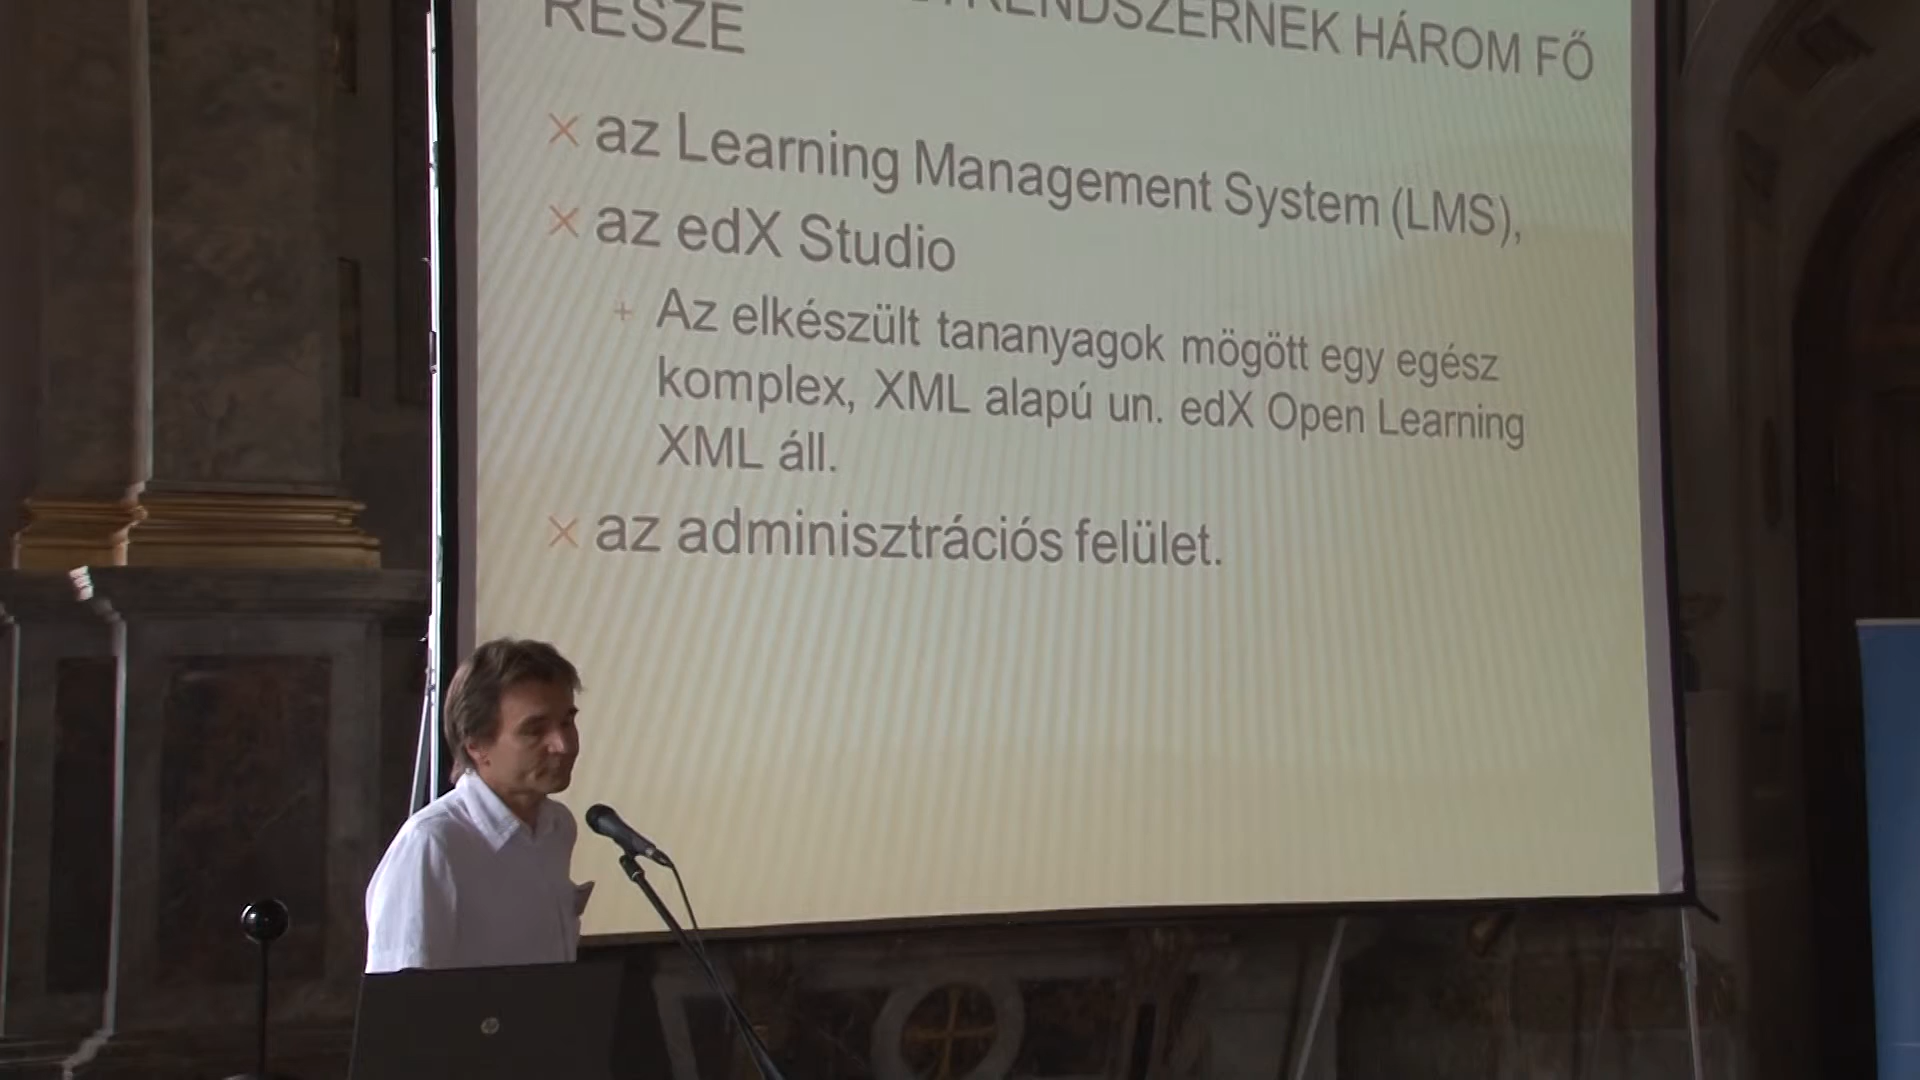 HÁROM FŐ
RÉSZE
× az Learning Management System (LMS),
× az edX Studio
+ Az elkészült tananyagok mögött egy egész
komplex, XML alapú un. edX Open Learning
XML áll.
× az adminisztrációs felület.
hp